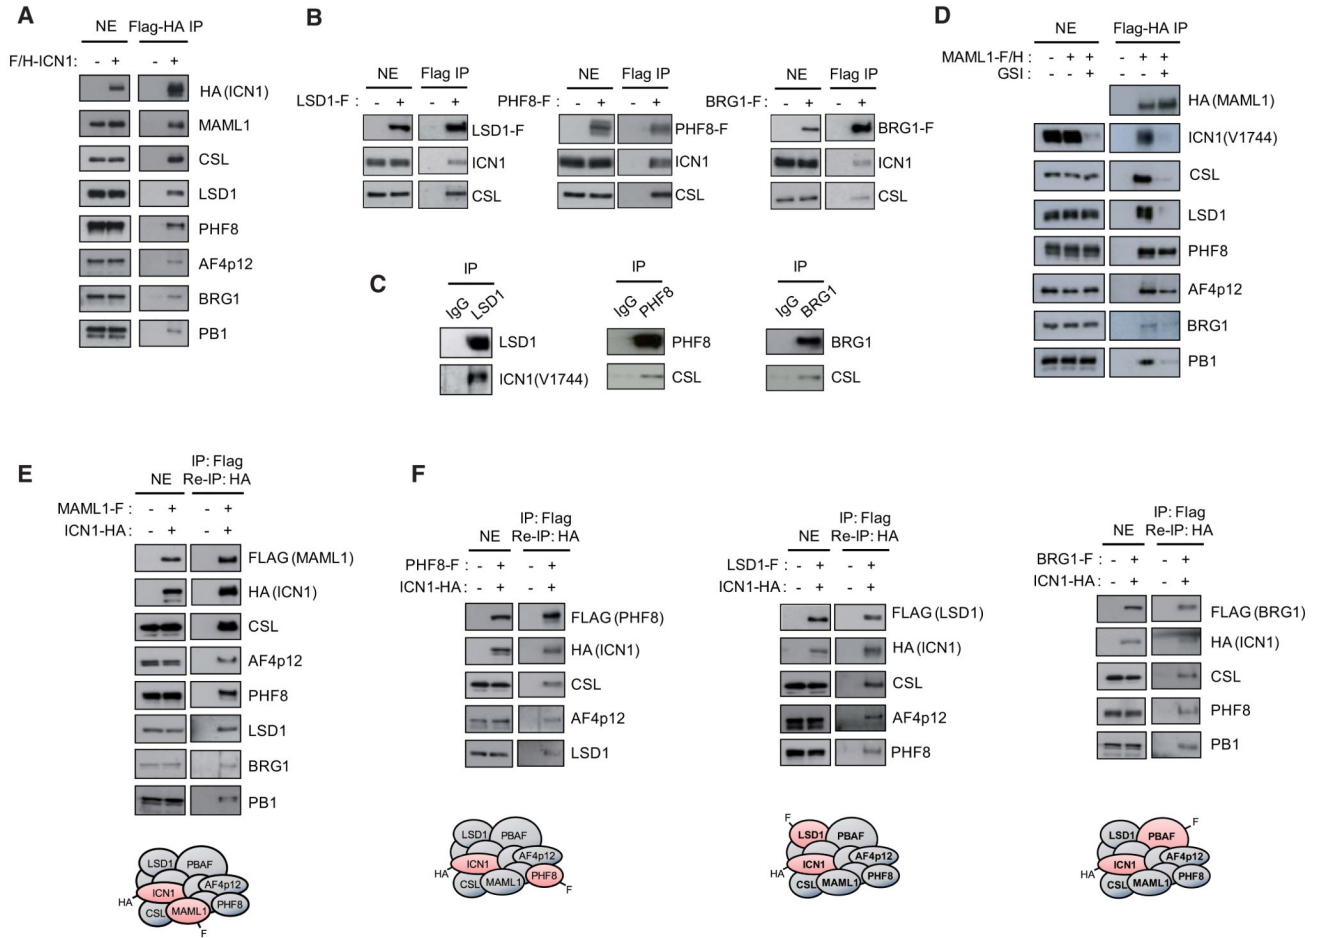 A
NE Flag-HA IP
F/H-ICN1: - + - +
HA (ICN1)
MAML1
CSL
LSD1
PHF8
AF4p12
BRG1
PB1
B
NE Flag IP
LSD1-F : - + - +
LSD1-F
ICN1
CSL
NE Flag IP
PHF8-F : - + - +
PHF8-F
ICN1
CSL
NE Flag IP
BRG1-F : - + - +
BRG1-F
ICN1
CSL
C
IP
IgG LSD1
LSD1
ICN1(V1744)
IP
IgG PHF8
PHF8
CSL
IP
IgG BRG1
BRG1
CSL
D
NE Flag-HA IP
MAML1-F/H : - + + - + +
GSI : - - + - - +
HA (MAML1)
ICN1(V1744)
CSL
LSD1
PHF8
AF4p12
BRG1
PB1
E
IP: Flag
NE Re-IP: HA
MAML1-F : - + - +
ICN1-HA : - + - +
FLAG (MAML1)
HA (ICN1)
CSL
AF4p12
PHF8
LSD1
BRG1
PB1
LSD1 PBAF
AF4p12
ICN1
HA
PHF8
CSL MAML1
F
F
IP: Flag
NE Re-IP: HA
PHF8-F : - + - +
ICN1-HA : - + - +
FLAG (PHF8)
HA (ICN1)
CSL
AF4p12
LSD1
LSD1 PBAF
AF4p12
ICN1
HA
PHF8
CSL MAML1
F
IP: Flag
NE Re-IP: HA
LSD1-F : - + - +
ICN1-HA : - + - +
FLAG (LSD1)
HA (ICN1)
CSL
AF4p12
PHF8
F
LSD1 PBAF
AF4p12
ICN1
HA
PHF8
CSL MAML1
IP: Flag
NE Re-IP: HA
BRG1-F : - + - +
ICN1-HA : - + - +
FLAG (BRG1)
HA (ICN1)
CSL
PHF8
PB1
F
LSD1 PBAF
AF4p12
ICN1
HA
PHF8
CSL MAML1